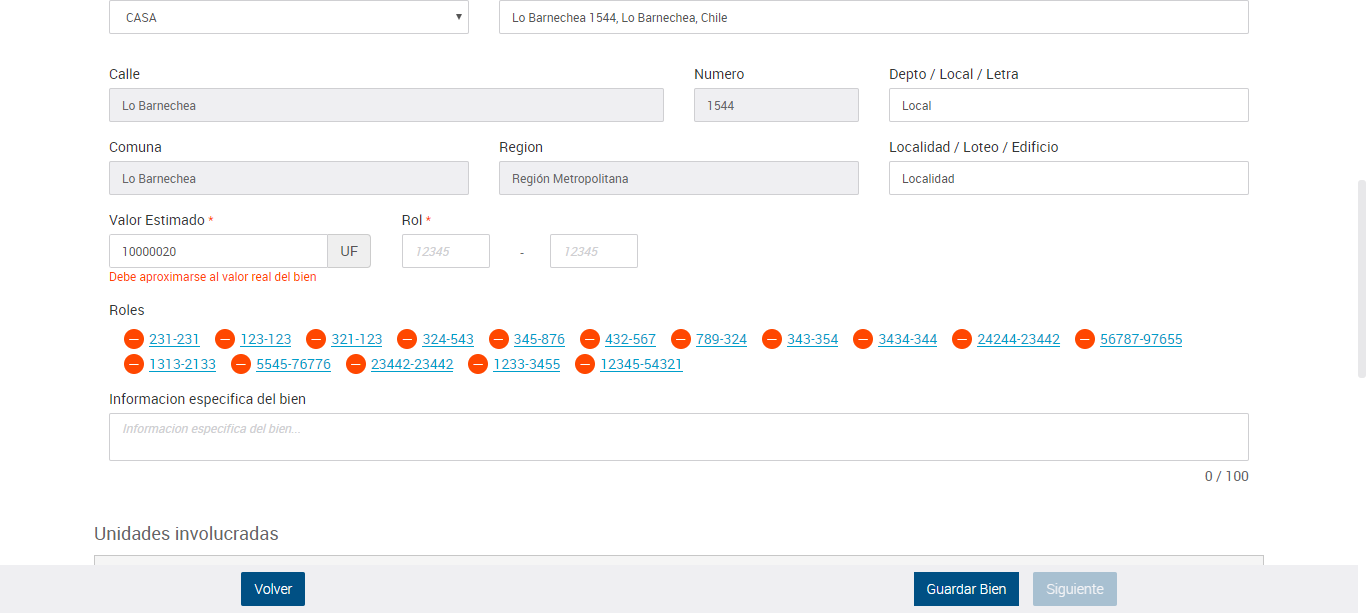 CASA Lo Barnechea 1544, Lo Barnechea, Chile
Calle Numero Depto / Local / Letra
Lo Barnechea 1544 Local
Comuna Region Localidad / Loteo / Edificio
Lo Barnechea Región Metropolitana Localidad
Valor Estimado * Rol *
10000020 UF 12345 - 12345
Debe aproximarse al valor real del bien
Roles
231-231 123-123 321-123 324-543 345-876 432-567 789-324 343-354 3434-344 24244-23442 56787-97655
1313-2133 5545-76776 23442-23442 1233-3455 12345-54321
Informacion especifica del bien
Informacion especifica del bien...
0 / 100
Unidades involucradas
Volver Guardar Bien Siguiente